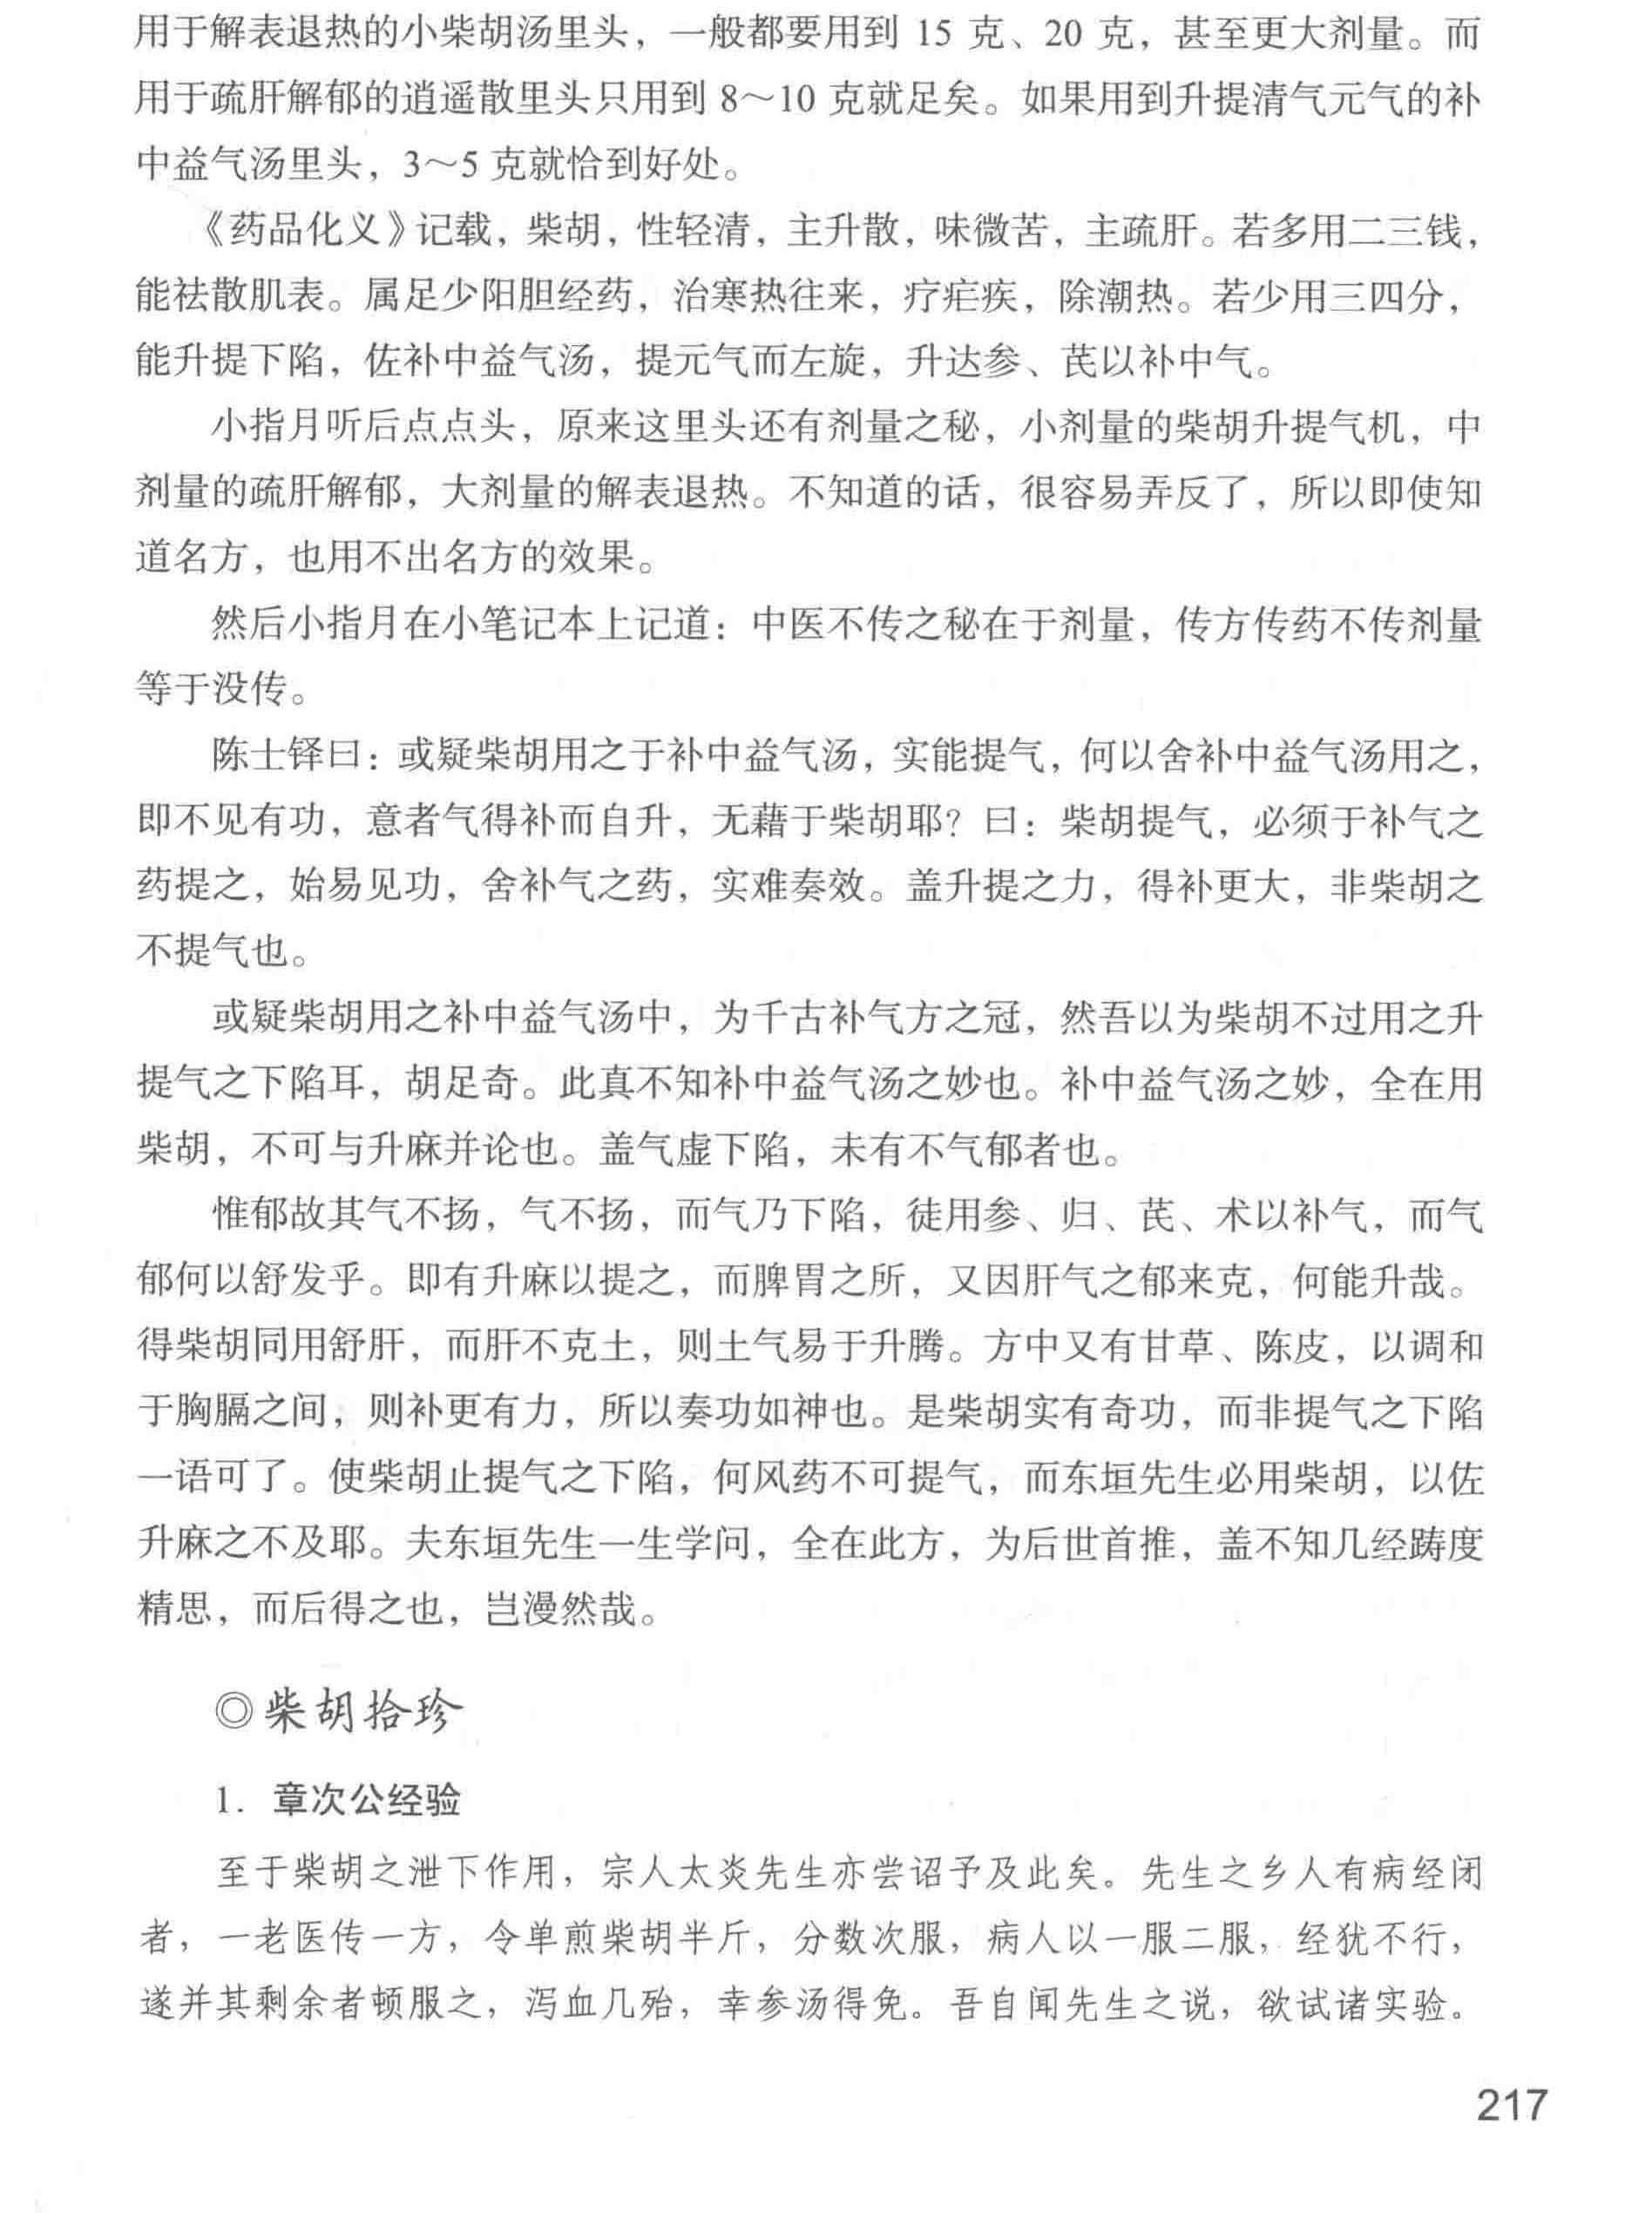 用于解表退热的小柴胡汤里头，一般都要用到 15 克、20 克，甚至更大剂量。而
用于疏肝解郁的逍遥散里头只用到 8～10 克就足矣。如果用到升提清气元气的补
中益气汤里头，3～5 克就恰到好处。
《药品化义》记载，柴胡，性轻清，主升散，味微苦，主疏肝。若多用二三钱，
能祛散肌表。属足少阳胆经药，治寒热往来，疗疟疾，除潮热。若少用三四分，
能升提下陷，佐补中益气汤，提元气而左旋，升达参、芪以补中气。
小指月听后点点头，原来这里头还有剂量之秘，小剂量的柴胡升提气机，中
剂量的疏肝解郁，大剂量的解表退热。不知道的话，很容易弄反了，所以即使知
道名方，也用不出名方的效果。
然后小指月在小笔记本上记道：中医不传之秘在于剂量，传方传药不传剂量
等于没传。
陈士铎曰：或疑柴胡用之于补中益气汤，实能提气，何以舍补中益气汤用之，
即不见有功，意者气得补而自升，无藉于柴胡耶？曰：柴胡提气，必须于补气之
药提之，始易见功，舍补气之药，实难奏效。盖升提之力，得补更大，非柴胡之
不提气也。
或疑柴胡用之补中益气汤中，为千古补气方之冠，然吾以为柴胡不过用之升
提气之下陷耳，胡足奇。此真不知补中益气汤之妙也。补中益气汤之妙，全在用
柴胡，不可与升麻并论也。盖气虚下陷，未有不气郁者也。
惟郁故其气不扬，气不扬，而气乃下陷，徒用参、归、芪、术以补气，而气
郁何以舒发乎。即有升麻以提之，而脾胃之所，又因肝气之郁来克，何能升哉。
得柴胡同用舒肝，而肝不克土，则土气易于升腾。方中又有甘草、陈皮，以调和
于胸膈之间，则补更有力，所以奏功如神也。是柴胡实有奇功，而非提气之下陷
一语可了。使柴胡止提气之下陷，何风药不可提气，而东垣先生必用柴胡，以佐
升麻之不及耶。夫东垣先生一生学问，全在此方，为后世首推，盖不知几经踌度
精思，而后得之也，岂漫然哉。
◎柴胡拾珍
1．章次公经验
至于柴胡之泄下作用，宗人太炎先生亦尝诏予及此矣。先生之乡人有病经闭
者，一老医传一方，令单煎柴胡半斤，分数次服，病人以一服二服，经犹不行，
遂并其剩余者顿服之，泻血几殆，幸参汤得免。吾自闻先生之说，欲试诸实验。
217